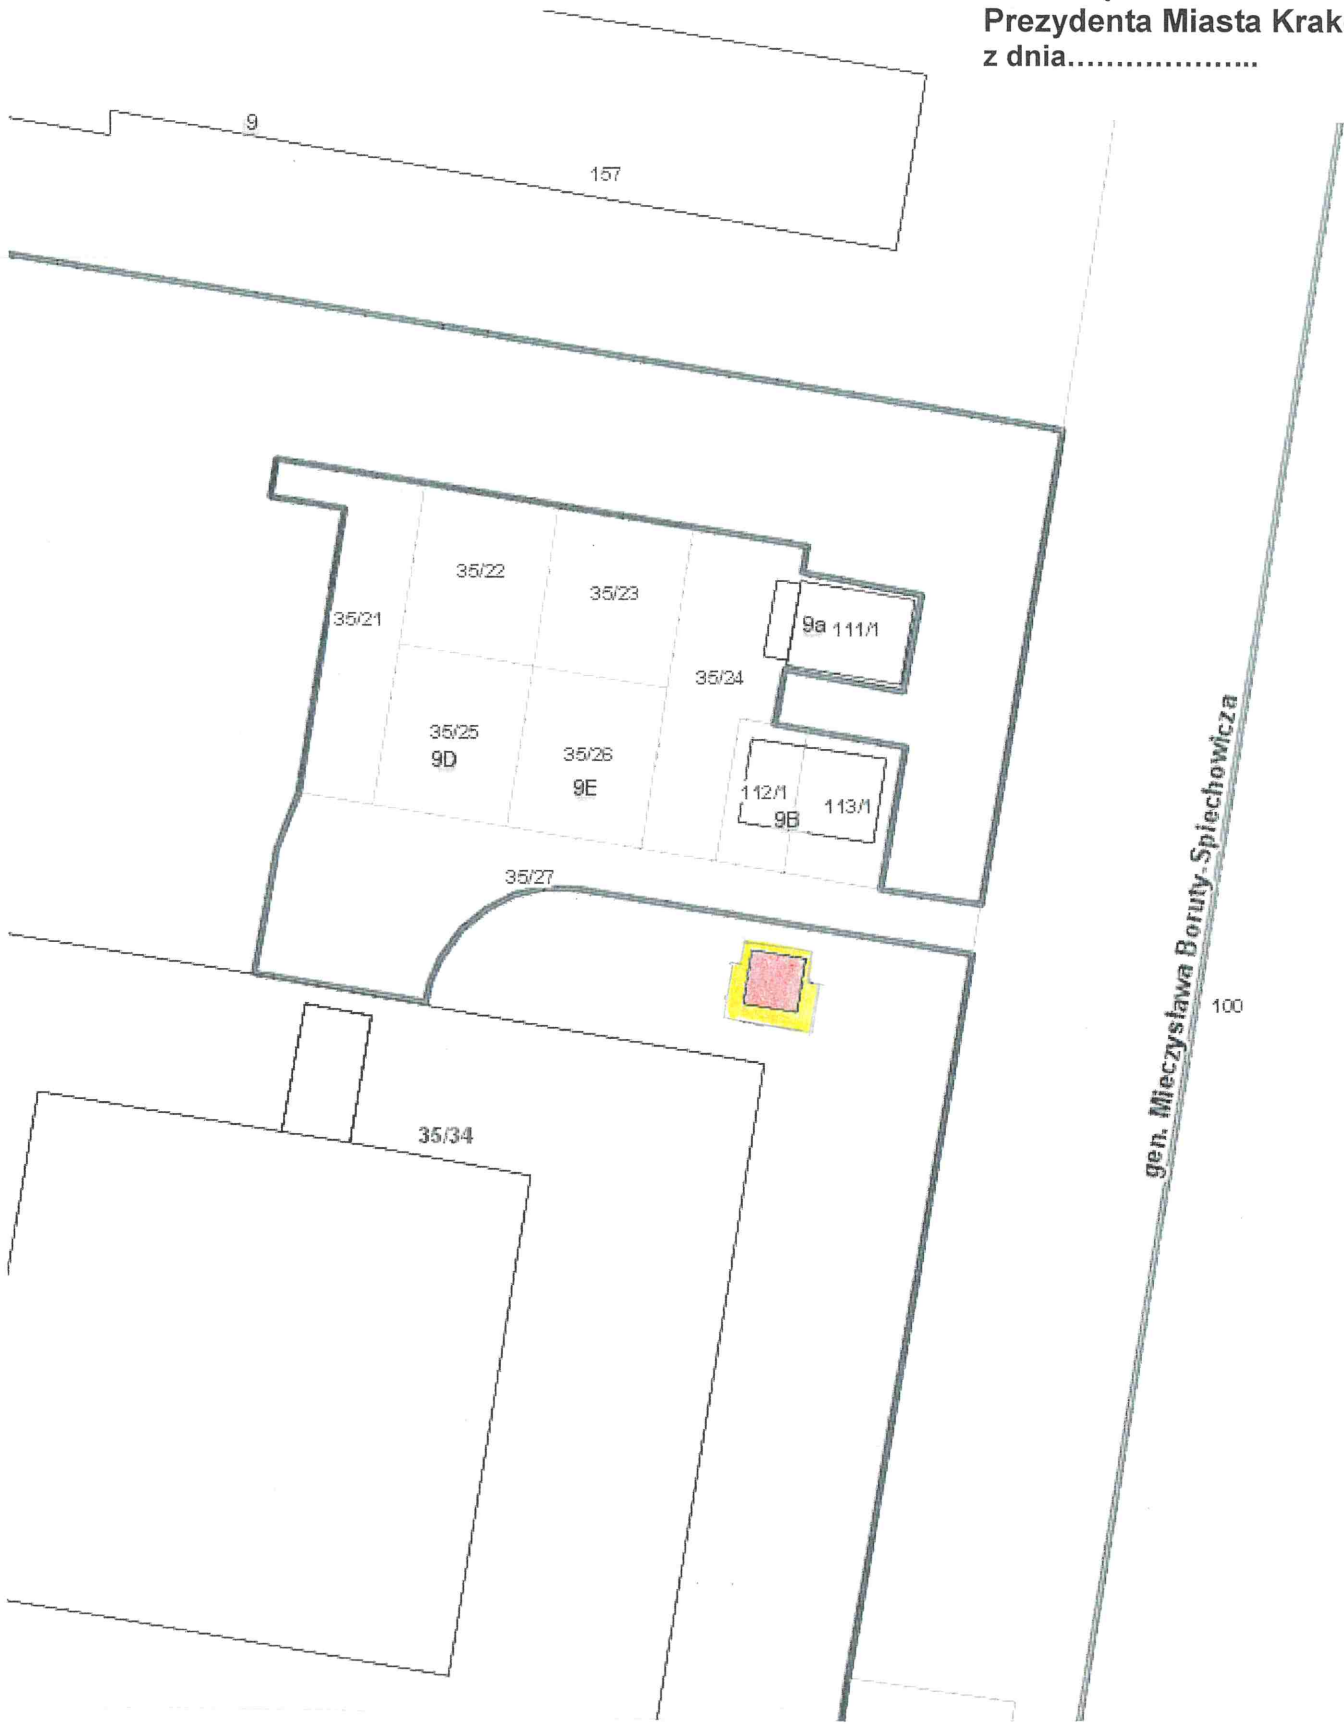 Prezydenta Miasta Krak
z dnia.....................
9
157
35/22
35/23
35/21
9a 111/1
35/24
35/25
9D
35/26
9E
112/1
113/1
9B
35/27
gen. Mieczysława Boruty-Spiechowicza
100
35/34